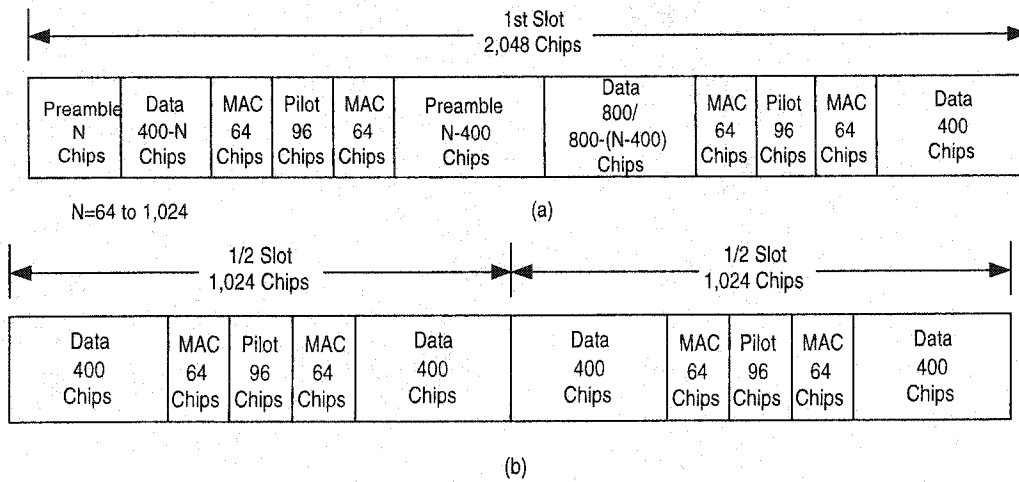 1st Slot
2,048 Chips
Preamble
N
Chips
Data
400-N
Chips
MAC
64
Chips
Pilot
96
Chips
MAC
64
Chips
Preamble
N-400
Chips
Data
800/
800-(N-400)
Chips
MAC
64
Chips
Pilot
96
Chips
MAC
64
Chips
Data
400
Chips
N=64 to 1,024
(a)
1/2 Slot
1,024 Chips
1/2 Slot
1,024 Chips
Data
400
Chips
MAC
64
Chips
Pilot
96
Chips
MAC
64
Chips
Data
400
Chips
Data
400
Chips
MAC
64
Chips
Pilot
96
Chips
MAC
64
Chips
Data
400
Chips
(b)